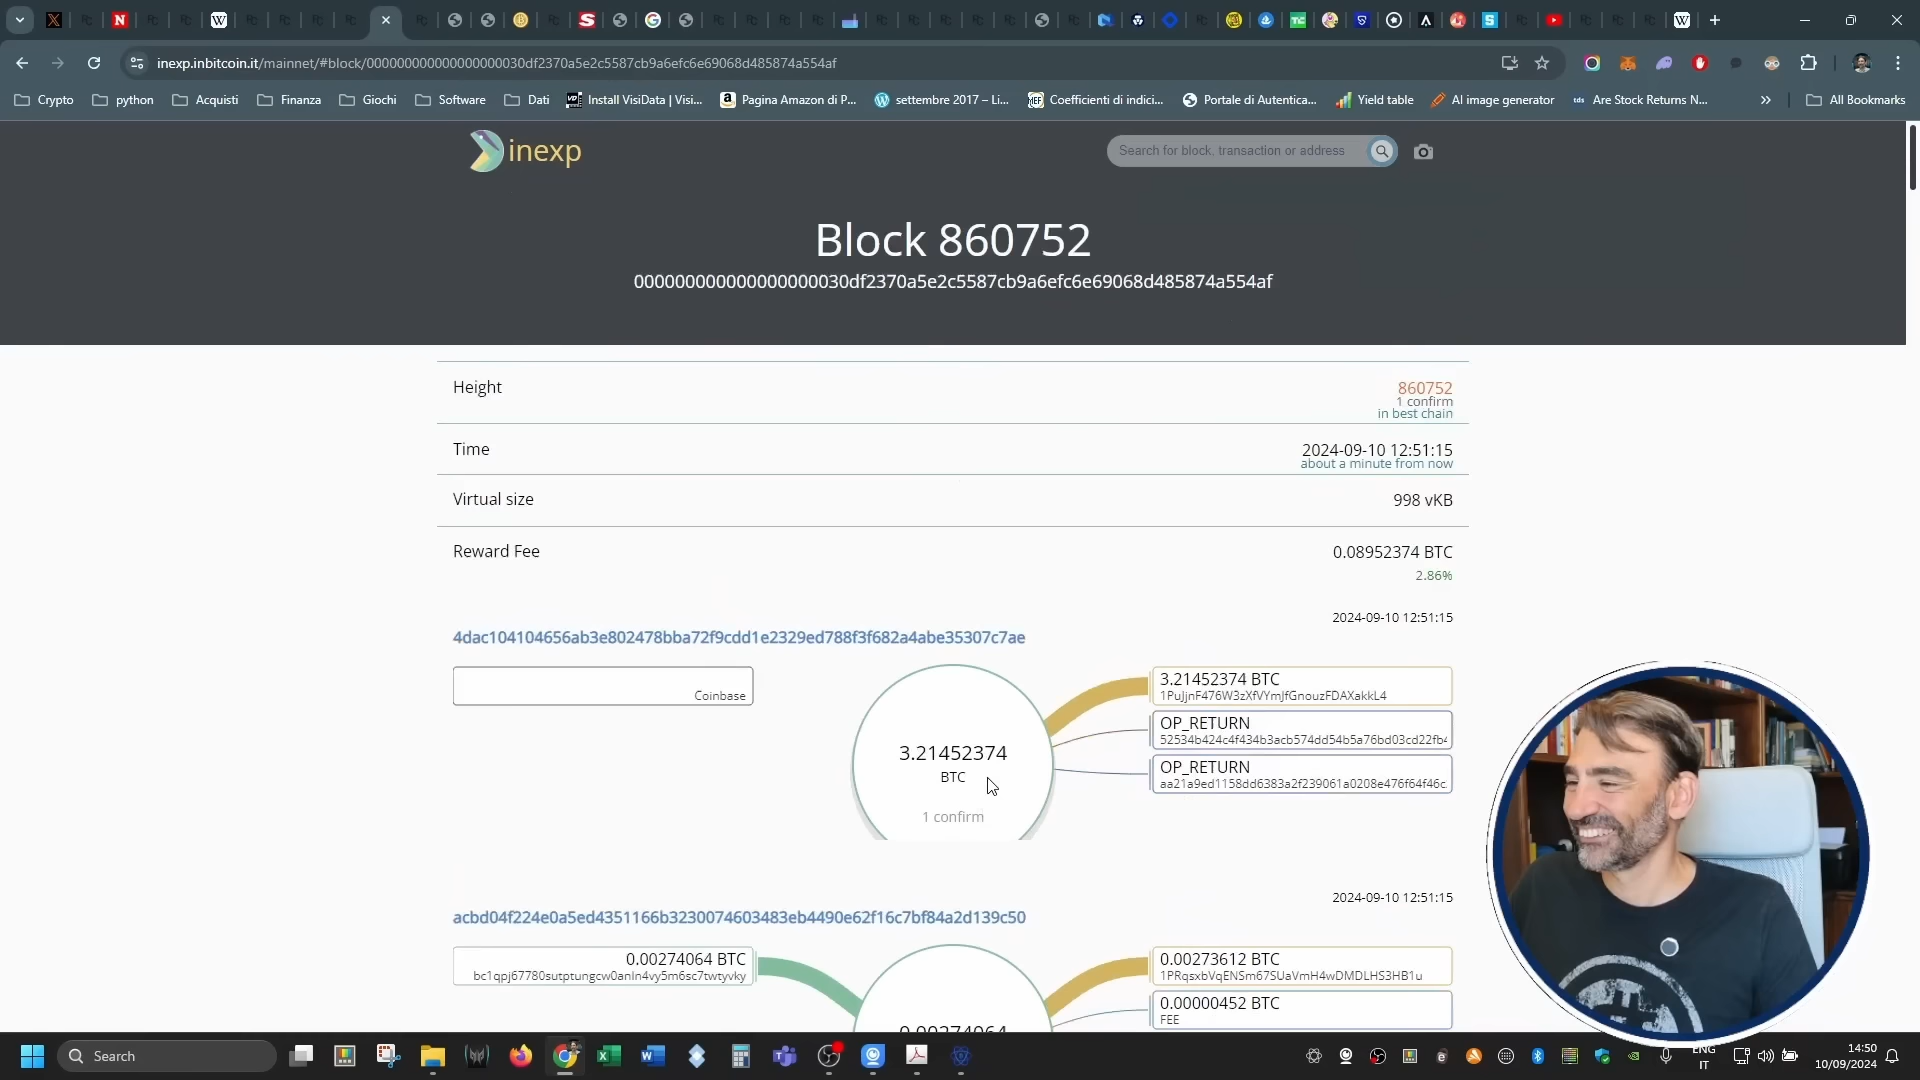 inexp.inbitcoin.it/mainnet/#block/00000000000000000000030df2370a5e2c5587cb9a6efc6e69068d485874a554af
Crypto
python
Acquisti
Finanza
Giochi
Software
Dati
Install VisiData | Visi...
Pagina Amazon di P...
settembre 2017 – Li...
Coefficienti di indici...
Portale di Autentica...
Yield table
AI image generator
Are Stock Returns N...
All Bookmarks
inexp
Search for block, transaction or address
Block 860752
00000000000000000000030df2370a5e2c5587cb9a6efc6e69068d485874a554af
Height
860752
1 confirm
in best chain
Time
2024-09-10 12:51:15
about a minute from now
Virtual size
998 vKB
Reward Fee
0.08952374 BTC
2.86%
2024-09-10 12:51:15
4dac104104656ab3e802478bba72f9cdd1e2329ed788f3f682a4abe35307c7ae
Coinbase
3.21452374
BTC
1 confirm
3.21452374 BTC
1PuJjnF476W3zXfVYmJfGnouzFDAXakkL4
OP_RETURN
52534b424c4f434b3acb574dd54b5a76bd03cd22fb4
OP_RETURN
aa21a9ed1158dd6383a2f239061a0208e476f64f46c
2024-09-10 12:51:15
acbd04f224e0a5ed4351166b3230074603483eb4490e62f16c7bf84a2d139c50
0.00274064 BTC
bc1qpj67780sutptungcw0anln4vy5m6sc7twtyvky
0.00274064
0.00273612 BTC
1PRqsxbVqENSm67SUaVmH4wDMDLHS3HB1u
0.00000452 BTC
FEE
Search
ENG
IT
14:50
10/09/2024